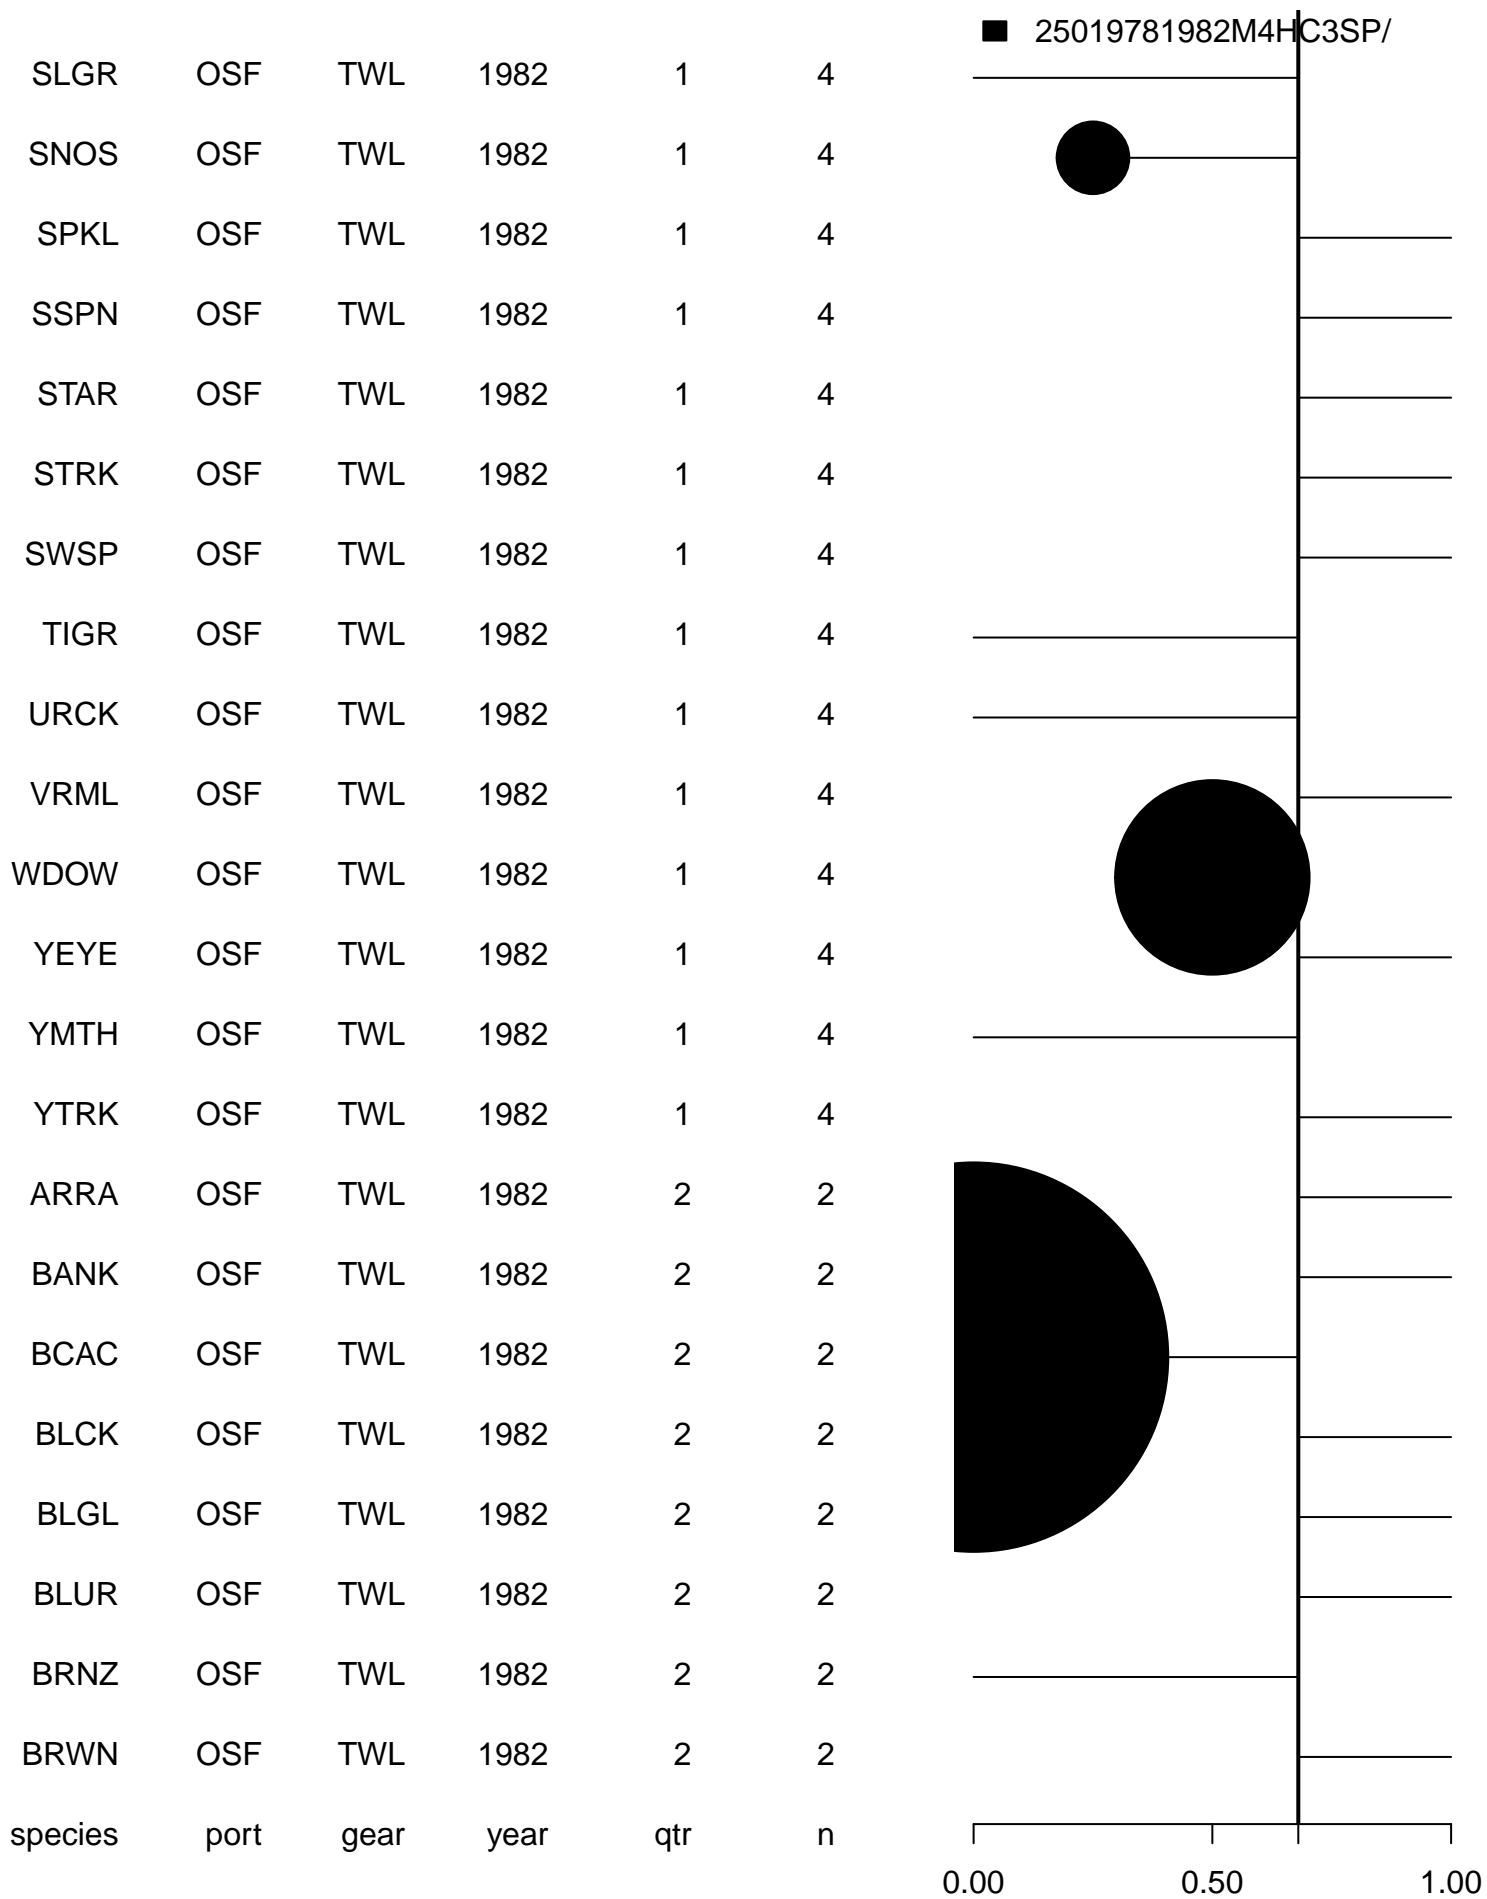 25019781982M4HC3SP/
SLGR OSF TWL 1982 1 4
SNOS OSF TWL 1982 1 4
SPKL OSF TWL 1982 1 4
SSPN OSF TWL 1982 1 4
STAR OSF TWL 1982 1 4
STRK OSF TWL 1982 1 4
SWSP OSF TWL 1982 1 4
TIGR OSF TWL 1982 1 4
URCK OSF TWL 1982 1 4
VRML OSF TWL 1982 1 4
WDOW OSF TWL 1982 1 4
YEYE OSF TWL 1982 1 4
YMTH OSF TWL 1982 1 4
YTRK OSF TWL 1982 1 4
ARRA OSF TWL 1982 2 2
BANK OSF TWL 1982 2 2
BCAC OSF TWL 1982 2 2
BLCK OSF TWL 1982 2 2
BLGL OSF TWL 1982 2 2
BLUR OSF TWL 1982 2 2
BRNZ OSF TWL 1982 2 2
BRWN OSF TWL 1982 2 2
species port gear year qtr n
0.00 0.50 1.00